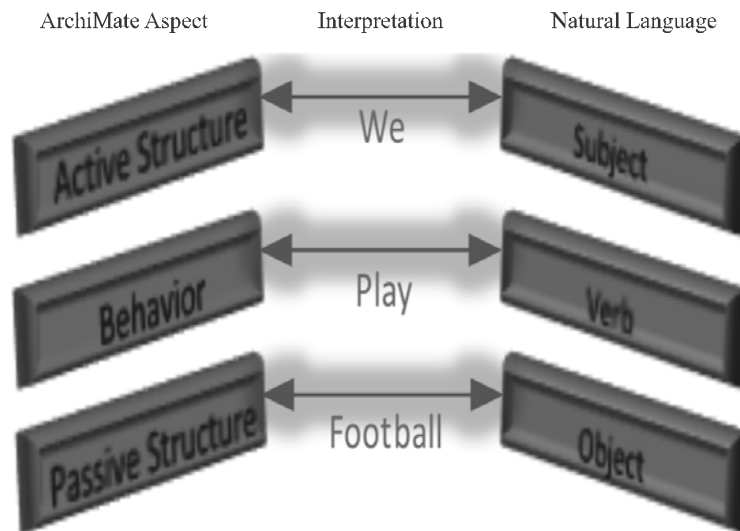 ArchiMate Aspect
Interpretation
Natural Language
Active Structure
We
Subject
Behavior
Play
Verb
Passive Structure
Football
Object